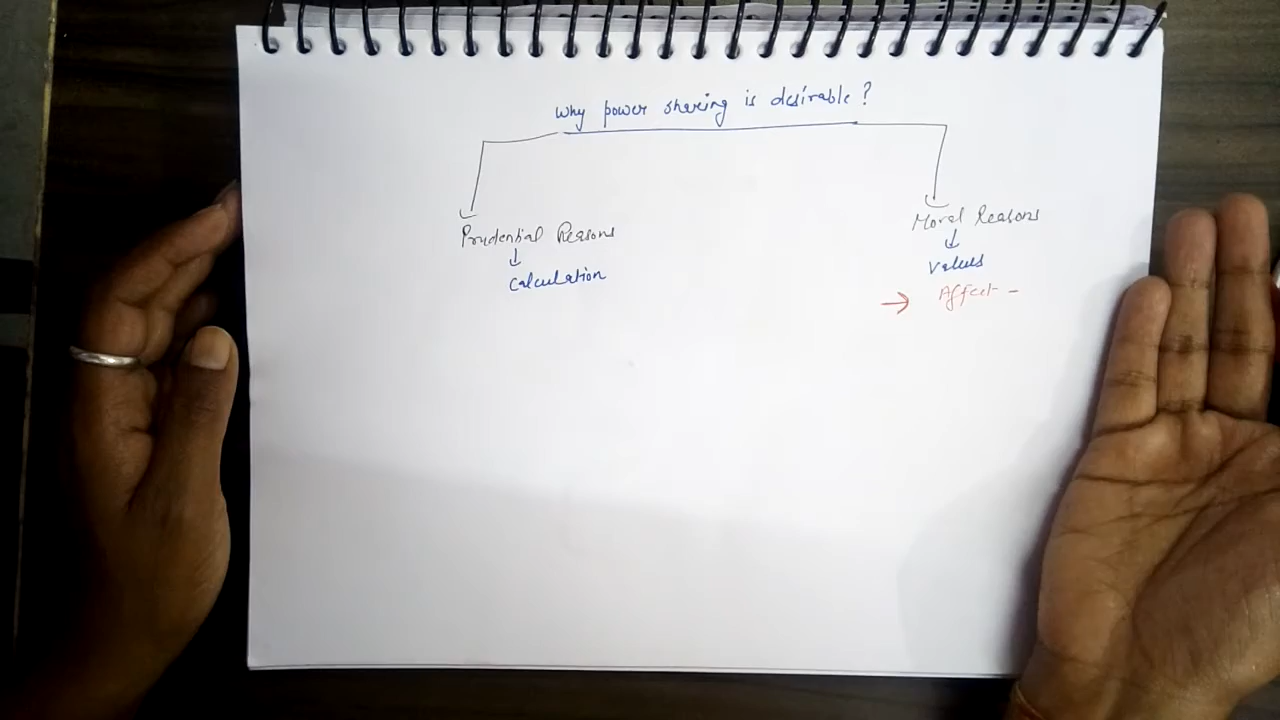 Why power sharing is desirable?
Prudential Reasons
Calculation
Moral Reasons
Values
Affect -